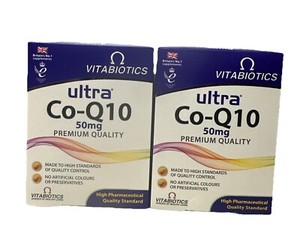 VITABIOTICS
ultra®
Co-Q10
50mg
PREMIUM QUALITY
MADE TO HIGH STANDARDS
OF QUALITY CONTROL
NO ARTIFICIAL COLOURS
OR PRESERVATIVES
VITABIOTICS
High Pharmaceutical
Quality Standard
VITABIOTICS
ultra®
Co-Q10
50mg
PREMIUM QUALITY
MADE TO HIGH STANDARDS
OF QUALITY CONTROL
NO ARTIFICIAL COLOURS
OR PRESERVATIVES
VITABIOTICS
High Pharmaceutical
Quality Standard